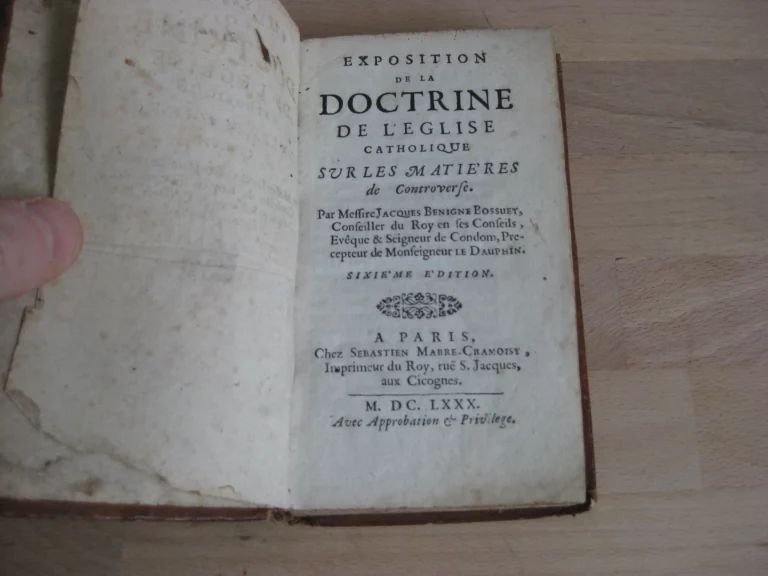 EXPOSITION
DE LA
DOCTRINE
DE L'EGLISE
CATHOLIQUE
SUR LES MATIE'RES
de Controverse.
Par Messire JACQUES BENIGNE BOSSUET,
Conseiller du Roy en ses Conseils,
Evêque & Seigneur de Condom, Pre-
cepteur de Monseigneur LE DAUPHIN.
SIXIE'ME E'DITION.
A PARIS,
Chez SEBASTIEN MABRE-CRAMOISY,
Imprimeur du Roy, ruë S. Jacques,
aux Cicognes.
M. DC. LXXX.
Avec Approbation & Privilege.